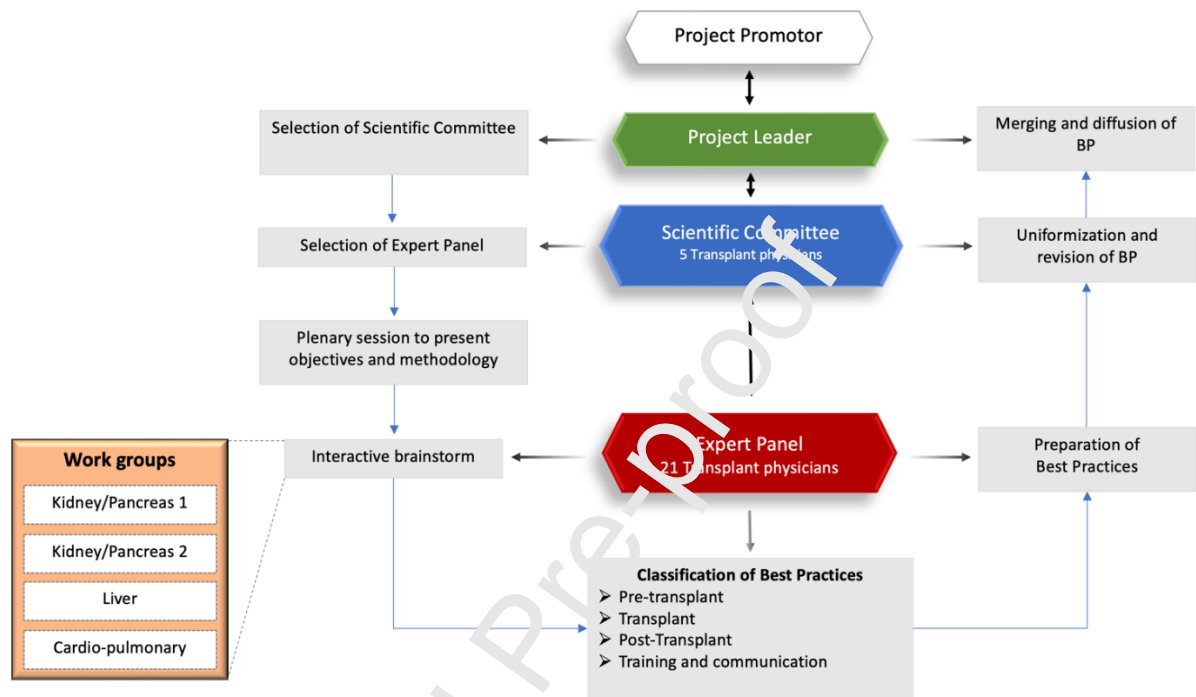 Project Promotor
Selection of Scientific Committee
Project Leader
Merging and diffusion of
BP
Selection of Expert Panel
Scientific Committee
5 Transplant physicians
Uniformization and
revision of BP
Plenary session to present
objectives and methodology
Work groups
Kidney/Pancreas 1
Kidney/Pancreas 2
Liver
Cardio-pulmonary
Interactive brainstorm
Expert Panel
21 Transplant physicians
Preparation of
Best Practices
Classification of Best Practices
➢ Pre-transplant
➢ Transplant
➢ Post-Transplant
➢ Training and communication
Pre-proof